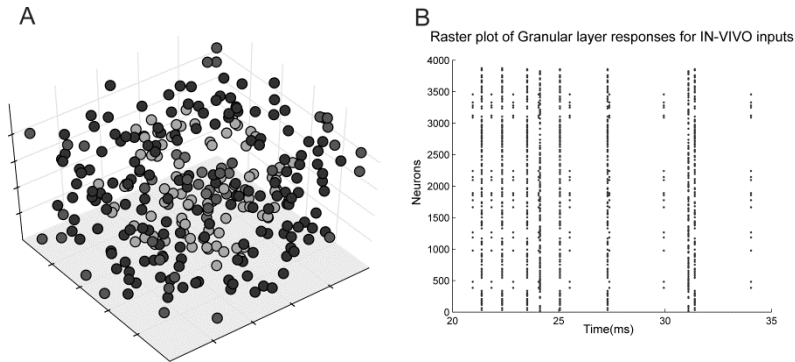 A
B
Raster plot of Granular layer responses for IN-VIVO inputs
4000
3500
3000
2500
2000
1500
1000
500
0
Neurons
20
25
30
35
Time(ms)